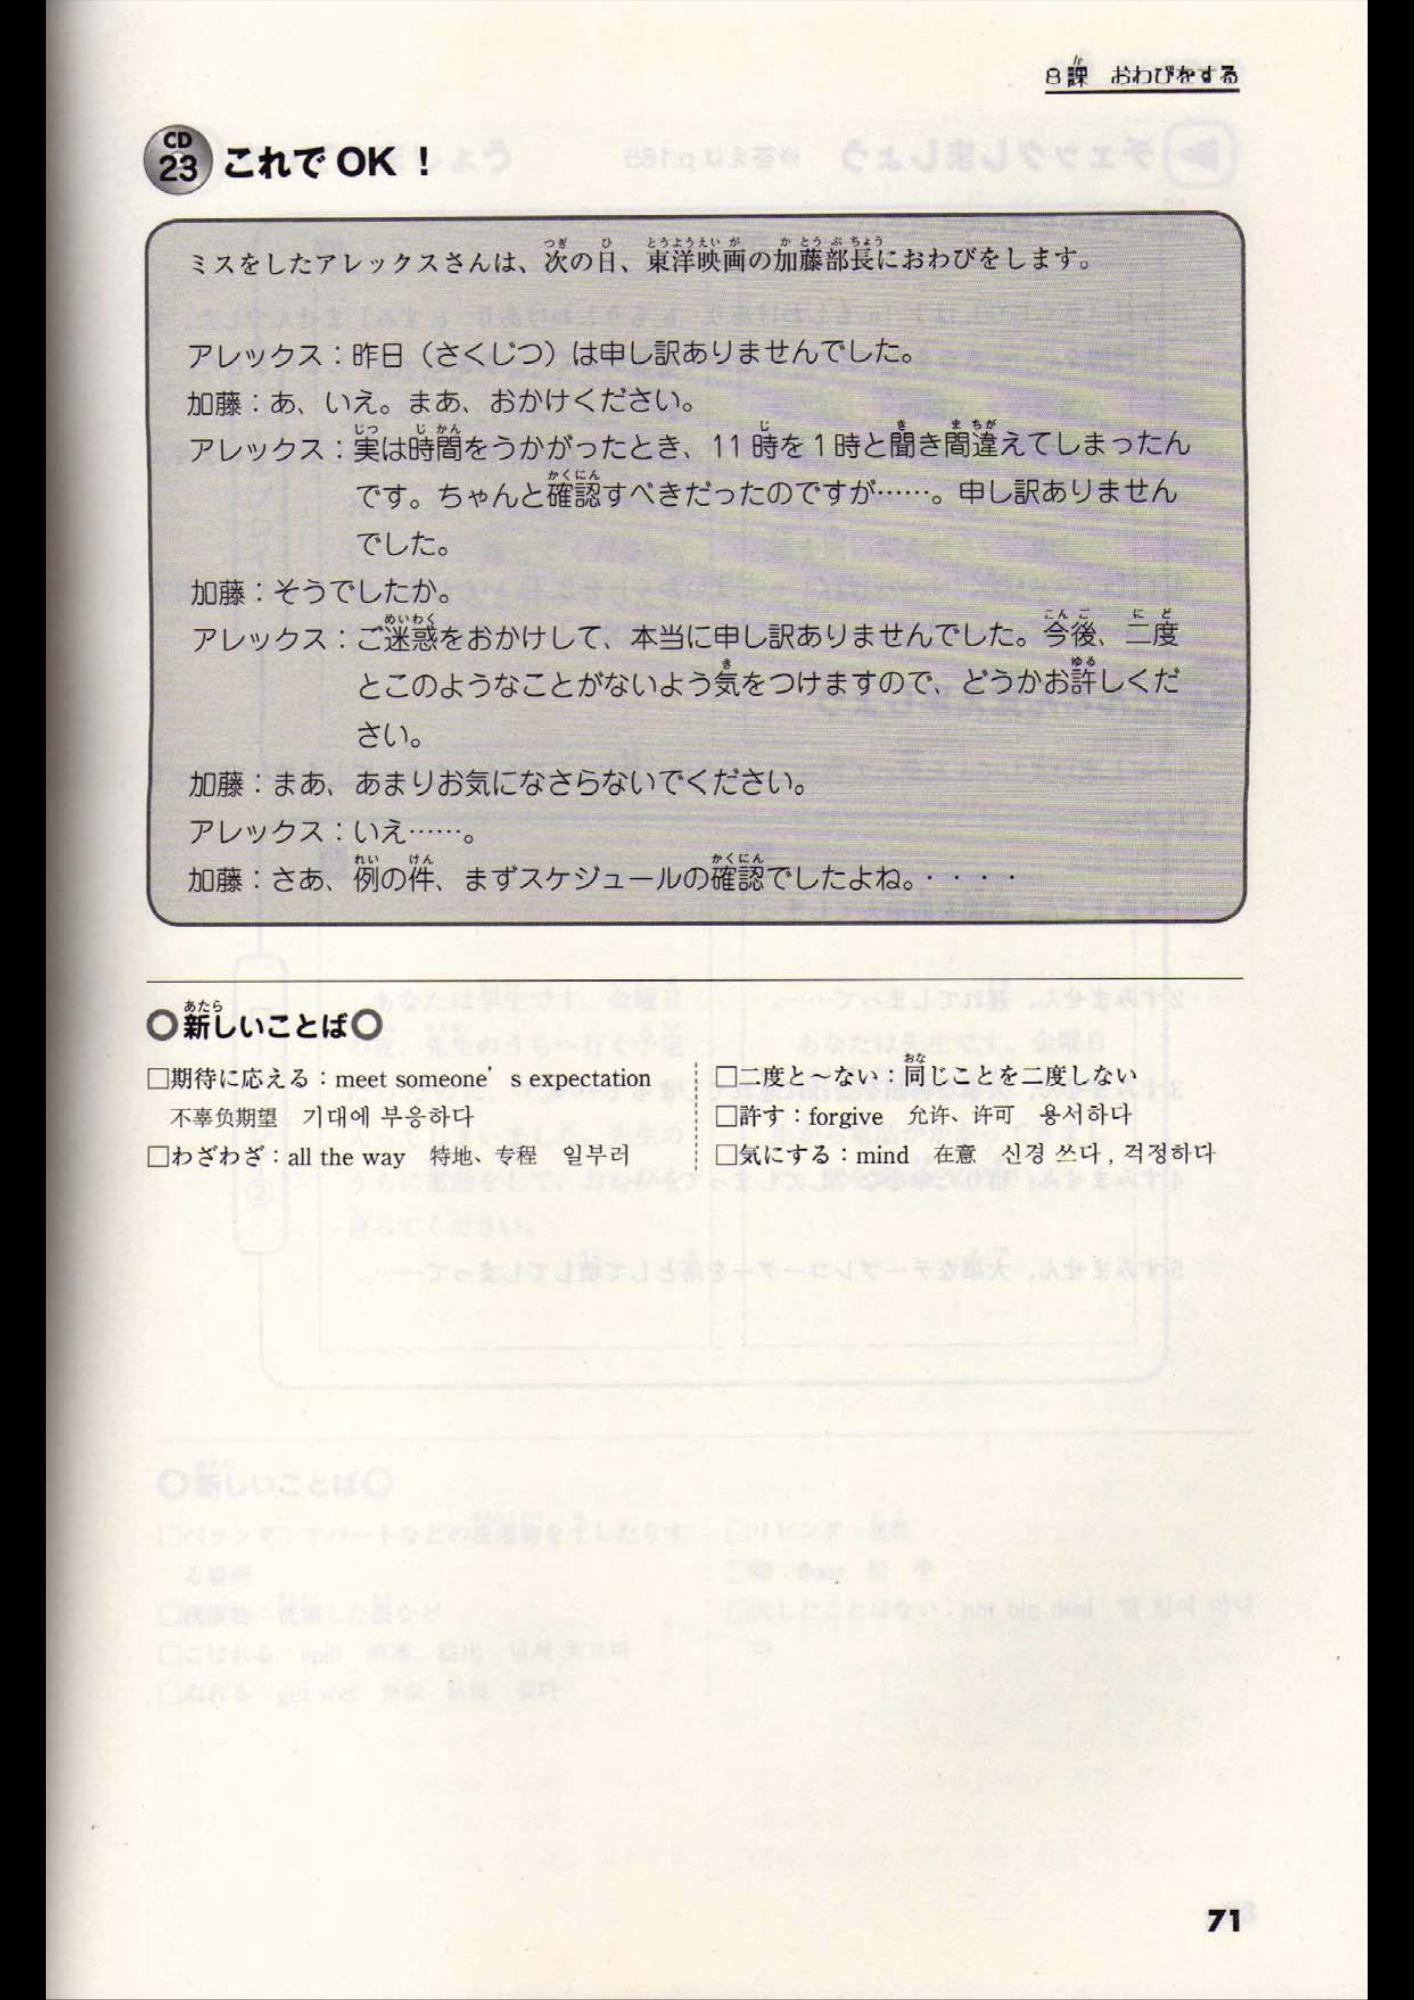 8課 おわびをする
CD 23 これでOK！
ミスをしたアレックスさんは、次の日、東洋映画の加藤部長におわびをします。
アレックス：昨日（さくじつ）は申し訳ありませんでした。
加藤：あ、いえ。まあ、おかけください。
アレックス：実は時間をうかがったとき、11時を1時と聞き間違えてしまったん
です。ちゃんと確認すべきだったのですが……。申し訳ありません
でした。
加藤：そうでしたか。
アレックス：ご迷惑をおかけして、本当に申し訳ありませんでした。今後、二度
とこのようなことがないよう気をつけますので、どうかお許しくだ
さい。
加藤：まあ、あまりお気になさらないでください。
アレックス：いえ……。
加藤：さあ、例の件、まずスケジュールの確認でしたよね。・・・・
○新しいことば○
□期待に応える：meet someone’s expectation
不辜负期望 기대에 부응하다
□わざわざ：all the way 特地、专程 일부러
□二度と～ない：同じことを二度しない
□許す：forgive 允许、许可 용서하다
□気にする：mind 在意 신경 쓰다, 걱정하다
71